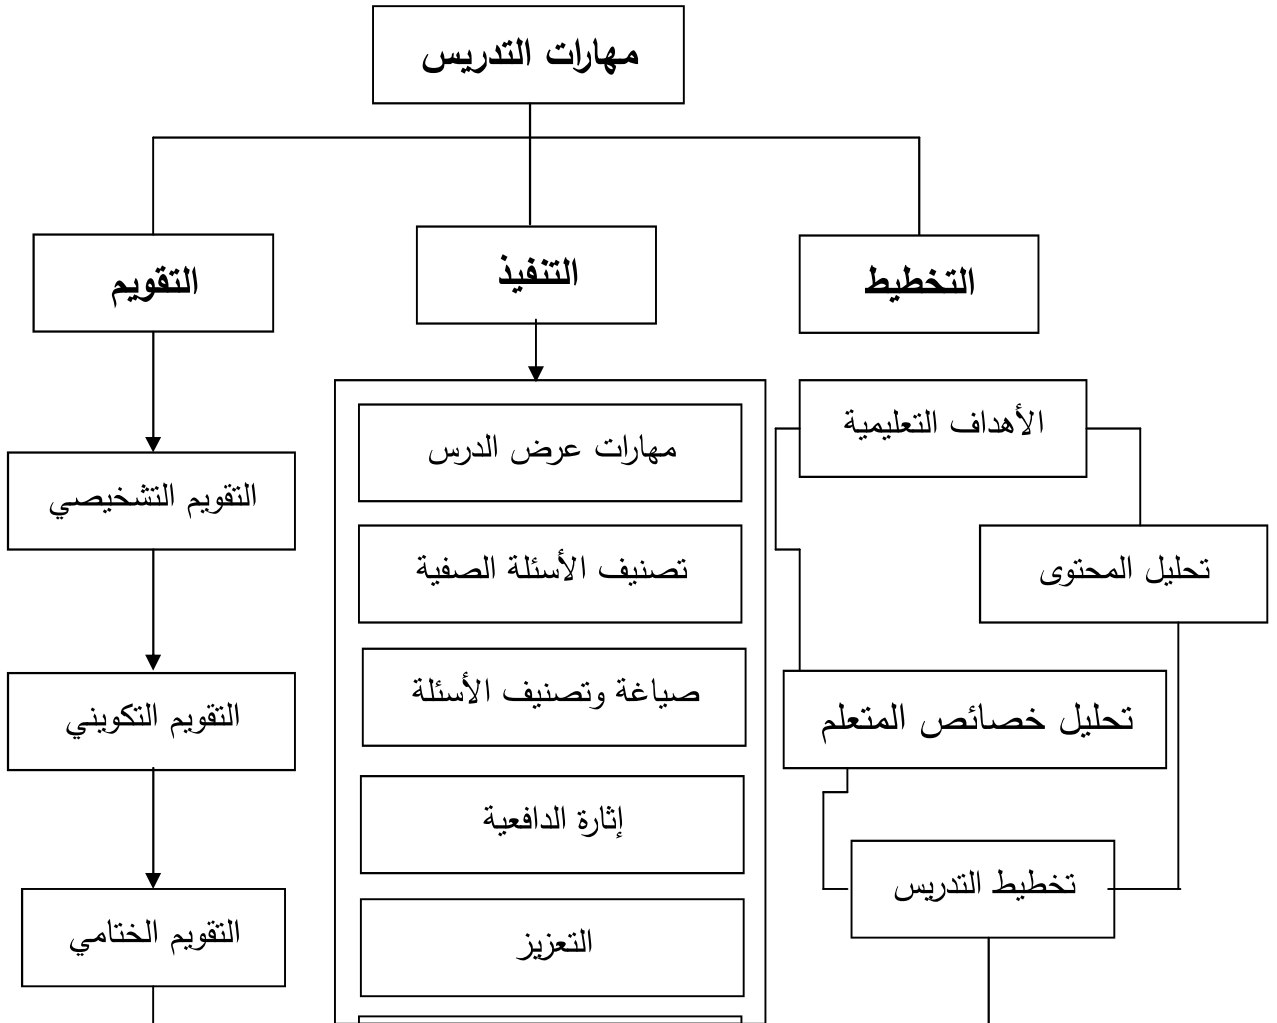 مهارات التدريس
التخطيط
التنفيذ
التقويم
الأهداف التعليمية
تحليل المحتوى
تحليل خصائص المتعلم
تخطيط التدريس
مهارات عرض الدرس
تصنيف الأسئلة الصفية
صياغة وتصنيف الأسئلة
إثارة الدافعية
التعزيز
التقويم التشخيصي
التقويم التكويني
التقويم الختامي